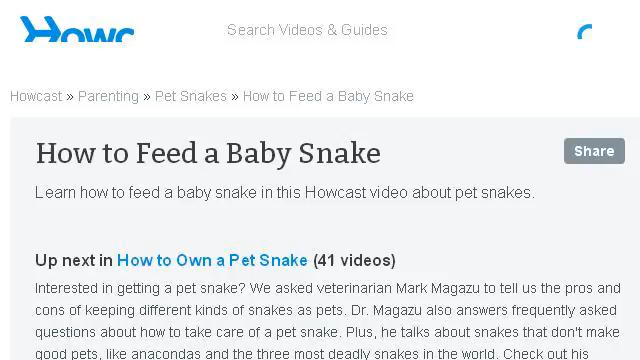 Howc
Search Videos & Guides
Howcast » Parenting » Pet Snakes » How to Feed a Baby Snake
How to Feed a Baby Snake
Share
Learn how to feed a baby snake in this Howcast video about pet snakes.
Up next in How to Own a Pet Snake (41 videos)
Interested in getting a pet snake? We asked veterinarian Mark Magazu to tell us the pros and
cons of keeping different kinds of snakes as pets. Dr. Magazu also answers frequently asked
questions about how to take care of a pet snake. Plus, he talks about snakes that don't make
good pets, like anacondas and the three most deadly snakes in the world. Check out his